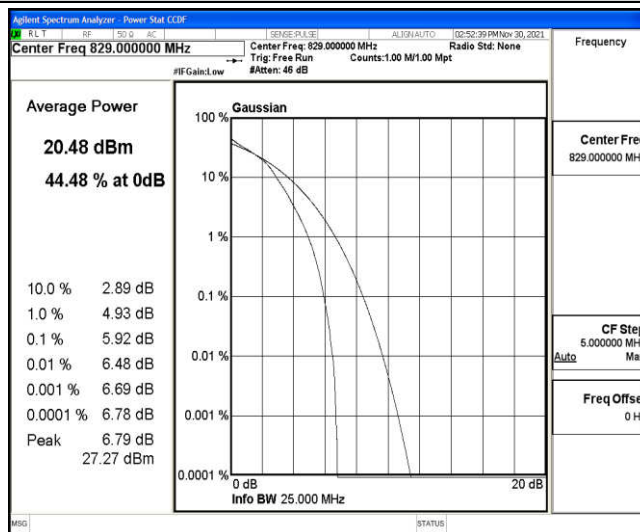 Agilent Spectrum Analyzer - Power Stat CCDF
RLT RF 50 Ω AC SENSE:PULSE ALIGNAUTO 02:52:39 PM Nov 30, 2021
Center Freq 829.000000 MHz
Center Freq: 829.000000 MHz Radio Std: None
Trig: Free Run Counts:1.00 M/1.00 Mpt
#IFGain:Low #Atten: 46 dB
Frequency
Average Power
20.48 dBm
44.48 % at 0dB
10.0 % 2.89 dB
1.0 % 4.93 dB
0.1 % 5.92 dB
0.01 % 6.48 dB
0.001 % 6.69 dB
0.0001 % 6.78 dB
Peak 6.79 dB
27.27 dBm
Gaussian
100 %
10 %
1 %
0.1 %
0.01 %
0.001 %
0.0001 %
0 dB 20 dB
Info BW 25.000 MHz
Center Fre
829.000000 MH
CF Step
5.000000 MH
Auto Ma
Freq Offse
0 H
MSG STATUS